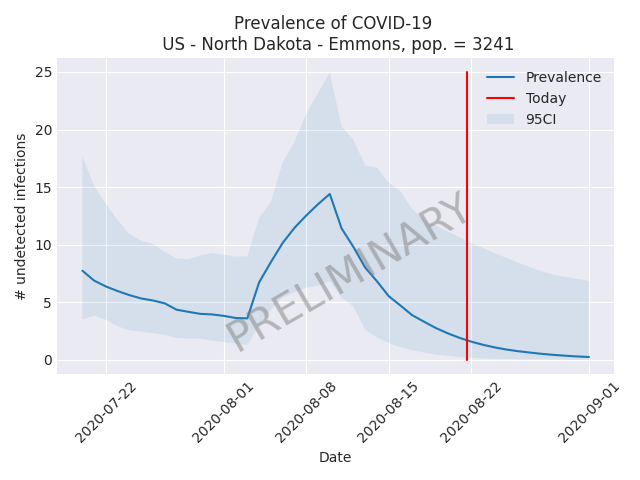 Prevalence of COVID-19
US - North Dakota - Emmons, pop. = 3241
25
20
15
10
5
0
# undetected infections
Prevalence
Today
95CI
PRELIMINARY
2020-07-22
2020-08-01
2020-08-08
2020-08-15
2020-08-22
2020-09-01
Date